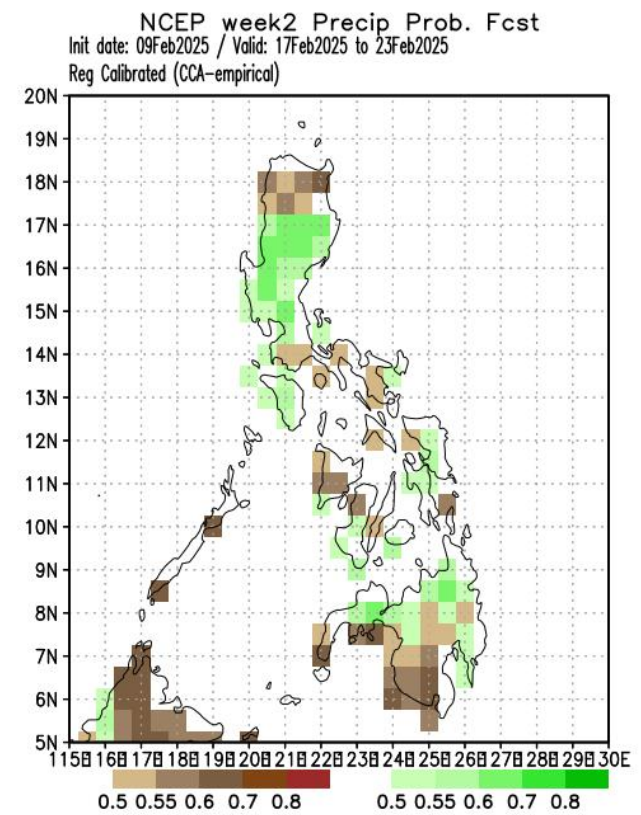 NCEP week2 Precip Prob. Fcst
Init date: 09Feb2025 / Valid: 17Feb2025 to 23Feb2025
Reg Calibrated (CCA-empirical)
20N
19N
18N
17N
16N
15N
14N
13N
12N
11N
10N
9N
8N
7N
6N
5N
115E 116E 117E 118E 119E 120E 121E 122E 123E 124E 125E 126E 127E 128E 129E 130E
0.5 0.55 0.6 0.7 0.8 0.5 0.55 0.6 0.7 0.8